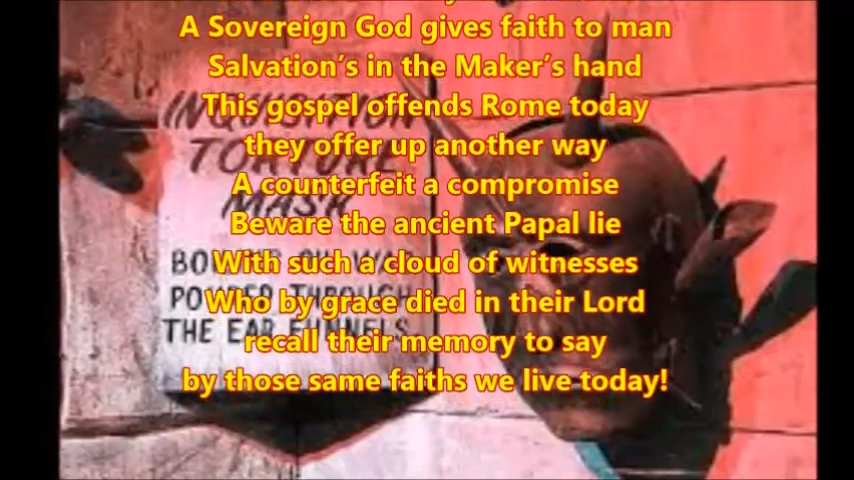 A Sovereign God gives faith to man
Salvation's in the Maker's hand
This gospel offends Rome today
they offer up another way
A counterfeit a compromise
Beware the ancient Papal lie
With such a cloud of witnesses
Who by grace died in their Lord
recall their memory to say
by those same faiths we live today!
INQUISITION
TORTURE
MASK
POWDER THROUGH
THE EAR FUNNELS